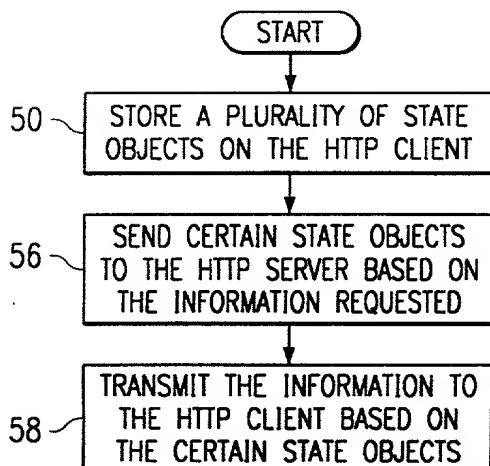 START
50
STORE A PLURALITY OF STATE
OBJECTS ON THE HTTP CLIENT
56
SEND CERTAIN STATE OBJECTS
TO THE HTTP SERVER BASED ON
THE INFORMATION REQUESTED
58
TRANSMIT THE INFORMATION TO
THE HTTP CLIENT BASED ON
THE CERTAIN STATE OBJECTS